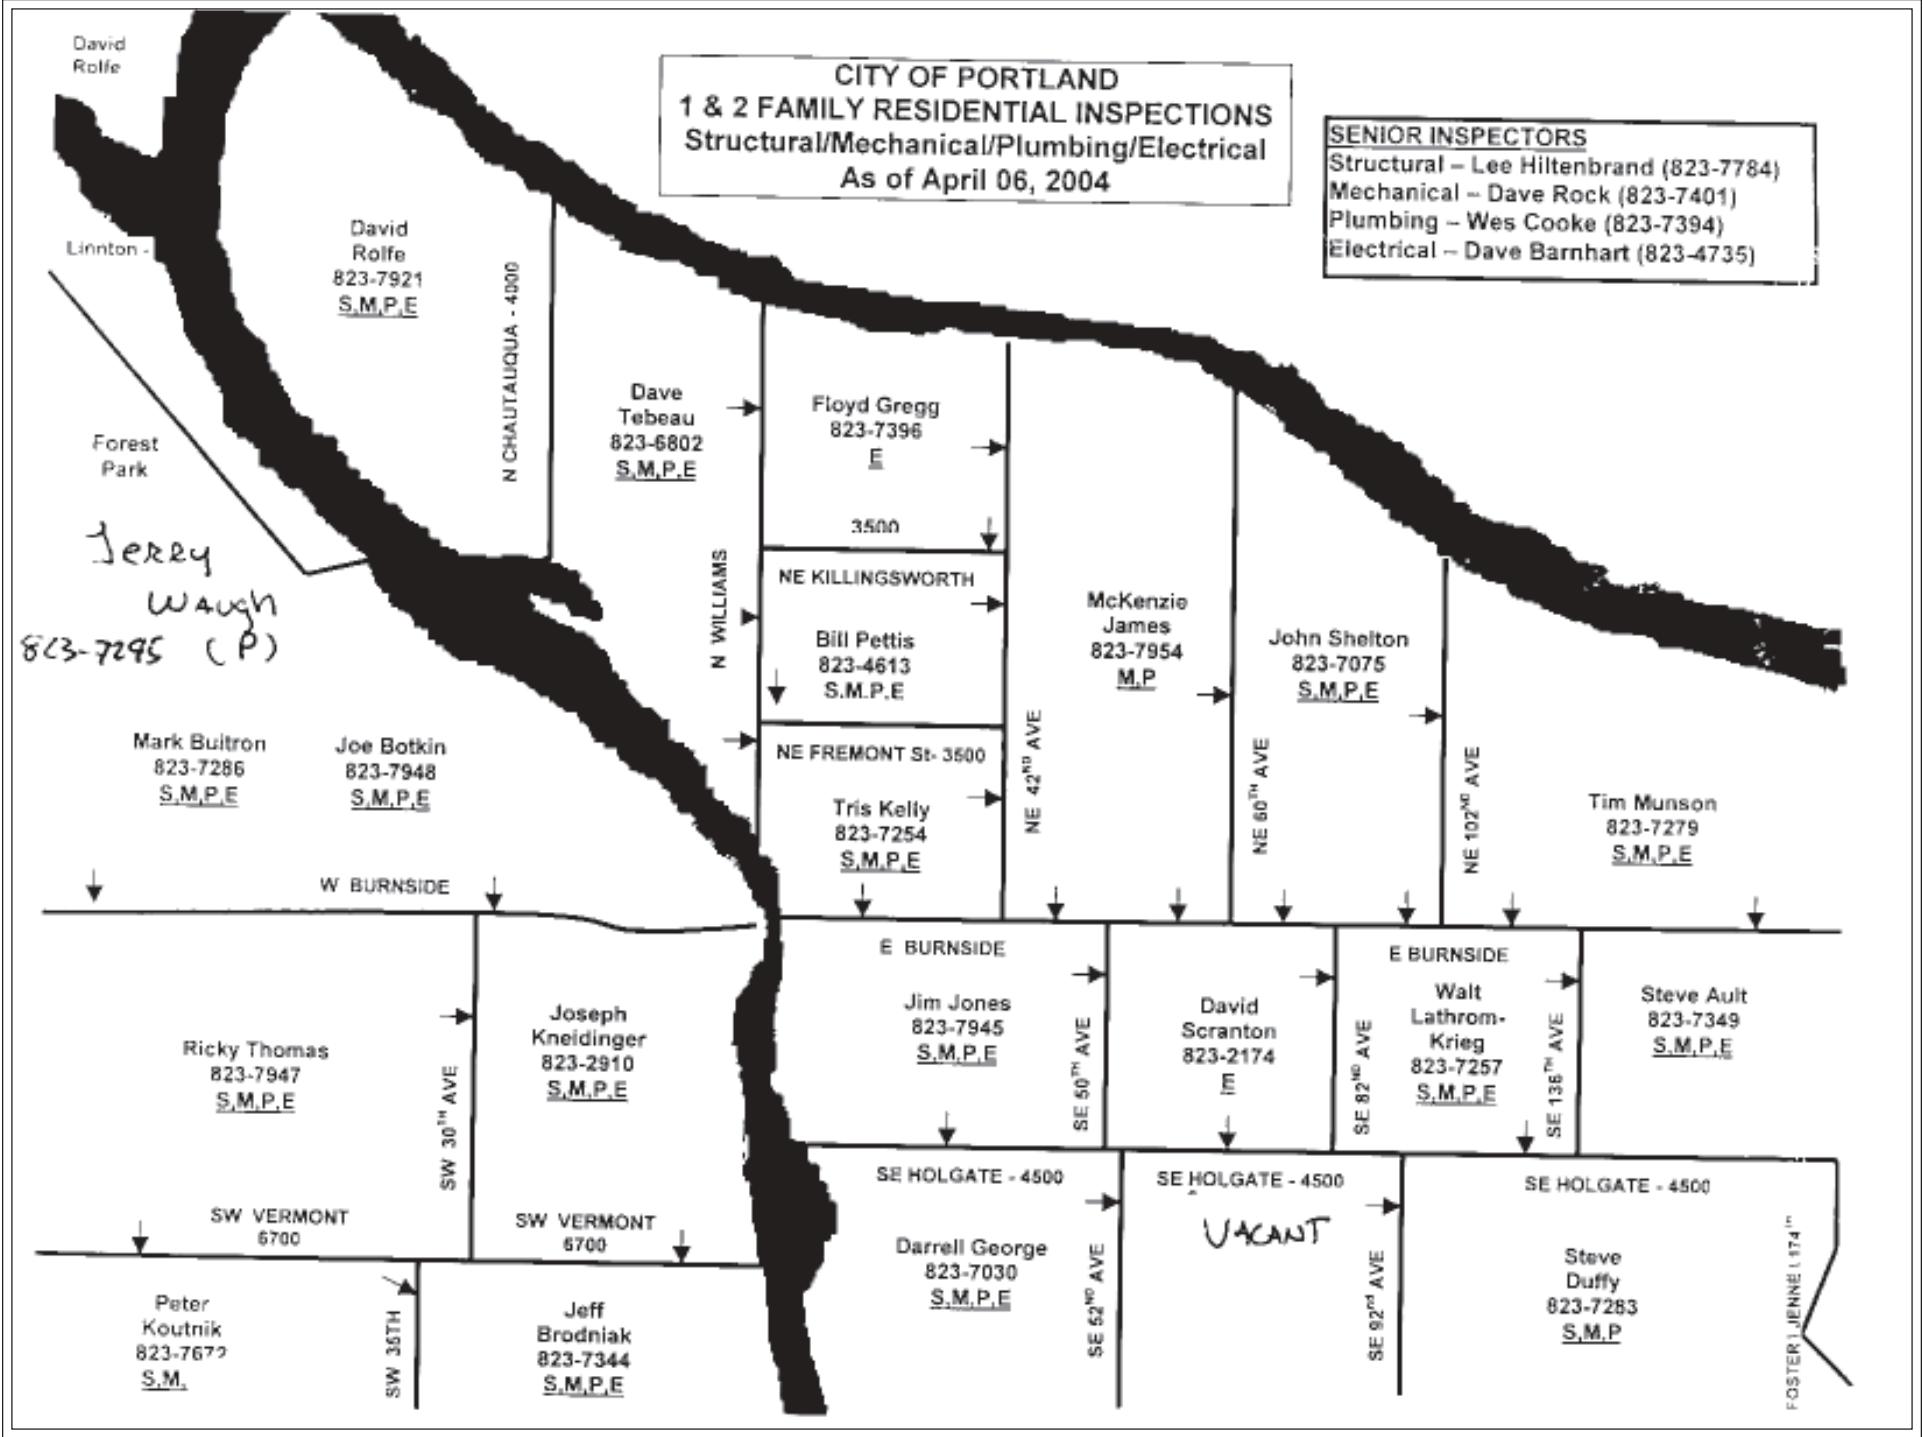 CITY OF PORTLAND
1 & 2 FAMILY RESIDENTIAL INSPECTIONS
Structural/Mechanical/Plumbing/Electrical
As of April 06, 2004
SENIOR INSPECTORS
Structural – Lee Hiltenbrand (823-7784)
Mechanical – Dave Rock (823-7401)
Plumbing – Wes Cooke (823-7394)
Electrical – Dave Barnhart (823-4735)
David
Rolfe
Linnton -
David
Rolfe
823-7921
S,M,P,E
N CHAUTAUQUA - 4000
Dave
Tebeau
823-6802
S,M,P,E
Floyd Gregg
823-7396
E
3500
Forest
Park
Jerry
Waugh
823-7295 (P)
N WILLIAMS
NE KILLINGSWORTH
Bill Pettis
823-4613
S.M.P,E
McKenzie
James
823-7954
M,P
John Shelton
823-7075
S,M,P,E
Mark Buitron
823-7286
S,M,P,E
Joe Botkin
823-7948
S,M,P,E
NE FREMONT St- 3500
Tris Kelly
823-7254
S,M,P,E
NE 42ND AVE
NE 60TH AVE
NE 102ND AVE
Tim Munson
823-7279
S,M,P,E
W BURNSIDE
E BURNSIDE
E BURNSIDE
Ricky Thomas
823-7947
S,M,P,E
SW 30TH AVE
Joseph
Kneidinger
823-2910
S,M,P,E
Jim Jones
823-7945
S,M,P,E
SE 50TH AVE
David
Scranton
823-2174
E
SE 82ND AVE
Walt
Lathrom-
Krieg
823-7257
S,M,P,E
SE 136TH AVE
Steve Ault
823-7349
S,M,P,E
SW VERMONT
6700
SW VERMONT
6700
SE HOLGATE - 4500
SE HOLGATE - 4500
SE HOLGATE - 4500
Peter
Koutnik
S,M,
SW 35TH
Jeff
Brodniak
823-7344
S,M,P,E
Darrell George
823-7030
S,M,P,E
SE 52ND AVE
VACANT
SE 92nd AVE
Steve
Duffy
823-7283
S,M,P
FOSTER